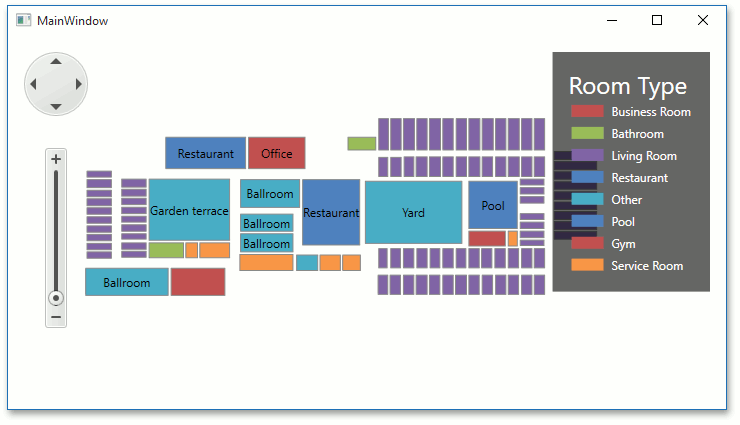 MainWindow
Room Type
Business Room
Bathroom
Living Room
Restaurant
Other
Pool
Gym
Service Room
Restaurant
Office
Garden terrace
Ballroom
Ballroom
Ballroom
Restaurant
Yard
Pool
Ballroom